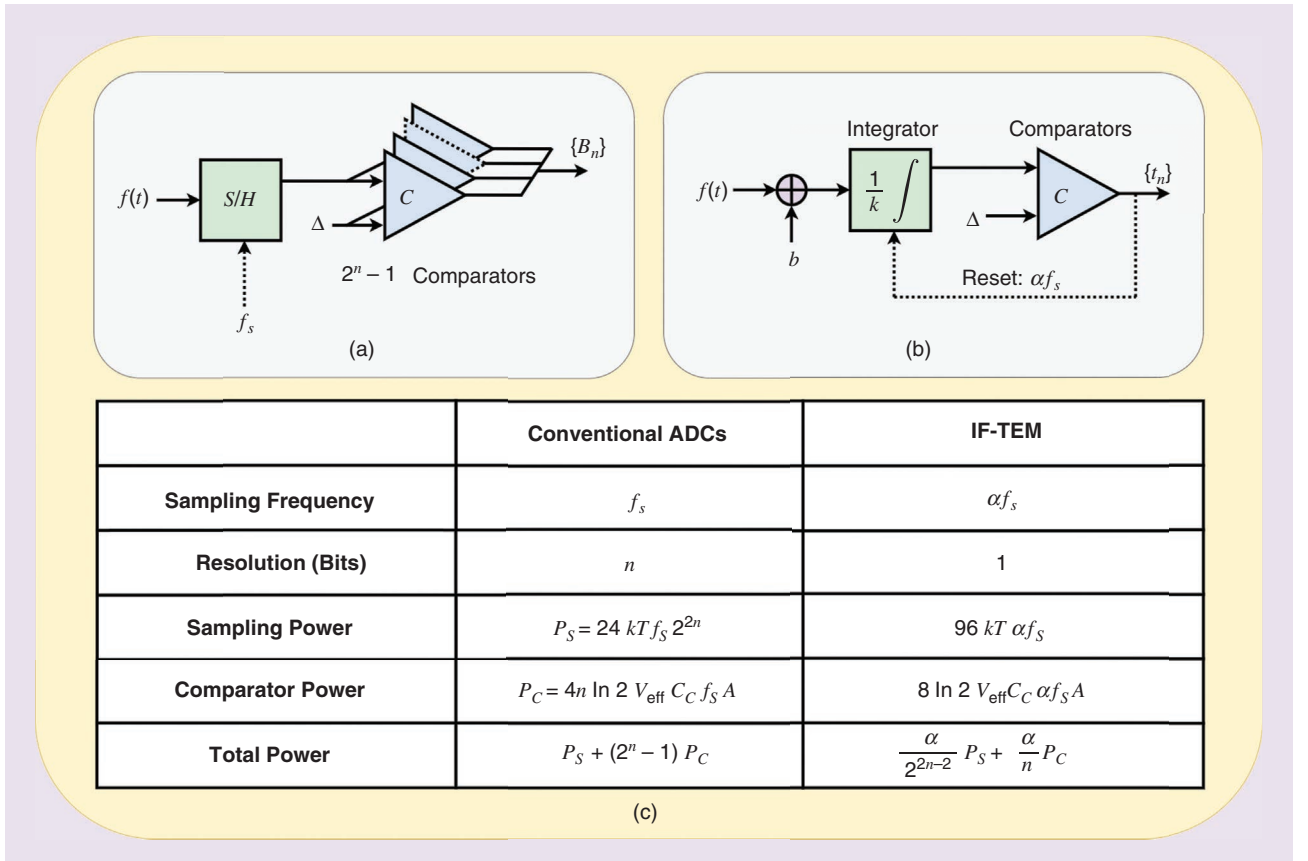 f(t)
S/H
f_s
Δ
C
{B_n}
2^n – 1 Comparators
(a)
Integrator
Comparators
f(t)
b
1/k ∫
Δ
C
{t_n}
Reset: αf_s
(b)
Conventional ADCs IF-TEM
Sampling Frequency f_s αf_s
Resolution (Bits) n 1
Sampling Power P_S = 24 kT f_S 2^{2n} 96 kT αf_S
Comparator Power P_C = 4n ln 2 V_eff C_C f_S A 8 ln 2 V_eff C_C αf_S A
Total Power P_S + (2^n – 1) P_C α/2^{2n–2} P_S + α/n P_C
(c)